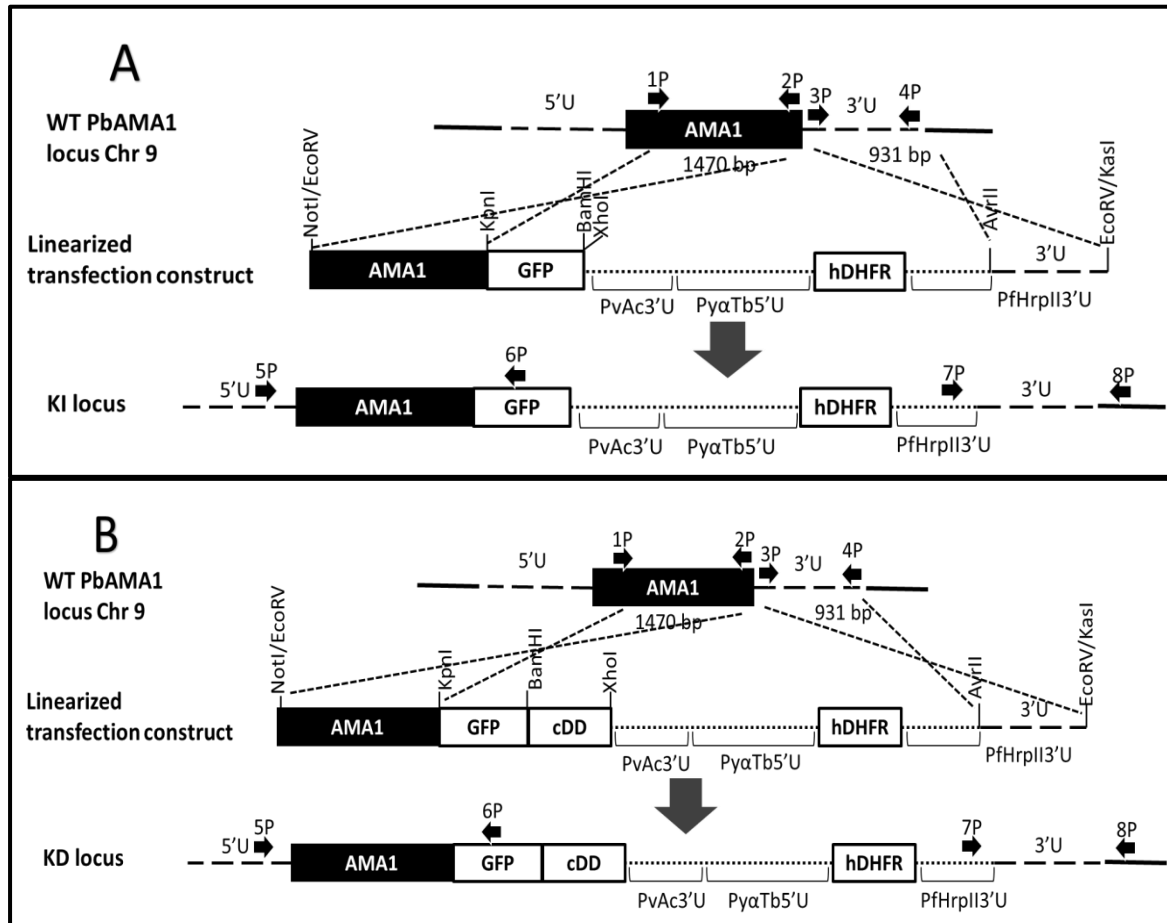 A
WT PbAMA1
locus Chr 9
5'U
1P
2P
3P
3'U
4P
AMA1
1470 bp
931 bp
NotI/EcoRV
KpnI
BamHI
XhoI
AvrII
EcoRV/KasI
Linearized
transfection construct
AMA1
GFP
hDHFR
3'U
PvAc3'U
PyαTb5'U
PfHrpII3'U
KI locus
5'U
5P
6P
7P
3'U
8P
AMA1
GFP
hDHFR
PvAc3'U
PyαTb5'U
PfHrpII3'U
B
WT PbAMA1
locus Chr 9
5'U
1P
2P
3P
3'U
4P
AMA1
1470 bp
931 bp
NotI/EcoRV
KpnI
BamHI
XhoI
AvrII
EcoRV/KasI
Linearized
transfection construct
AMA1
GFP
cDD
hDHFR
3'U
PvAc3'U
PyαTb5'U
PfHrpII3'U
KD locus
5'U
5P
6P
7P
3'U
8P
AMA1
GFP
cDD
hDHFR
PvAc3'U
PyαTb5'U
PfHrpII3'U